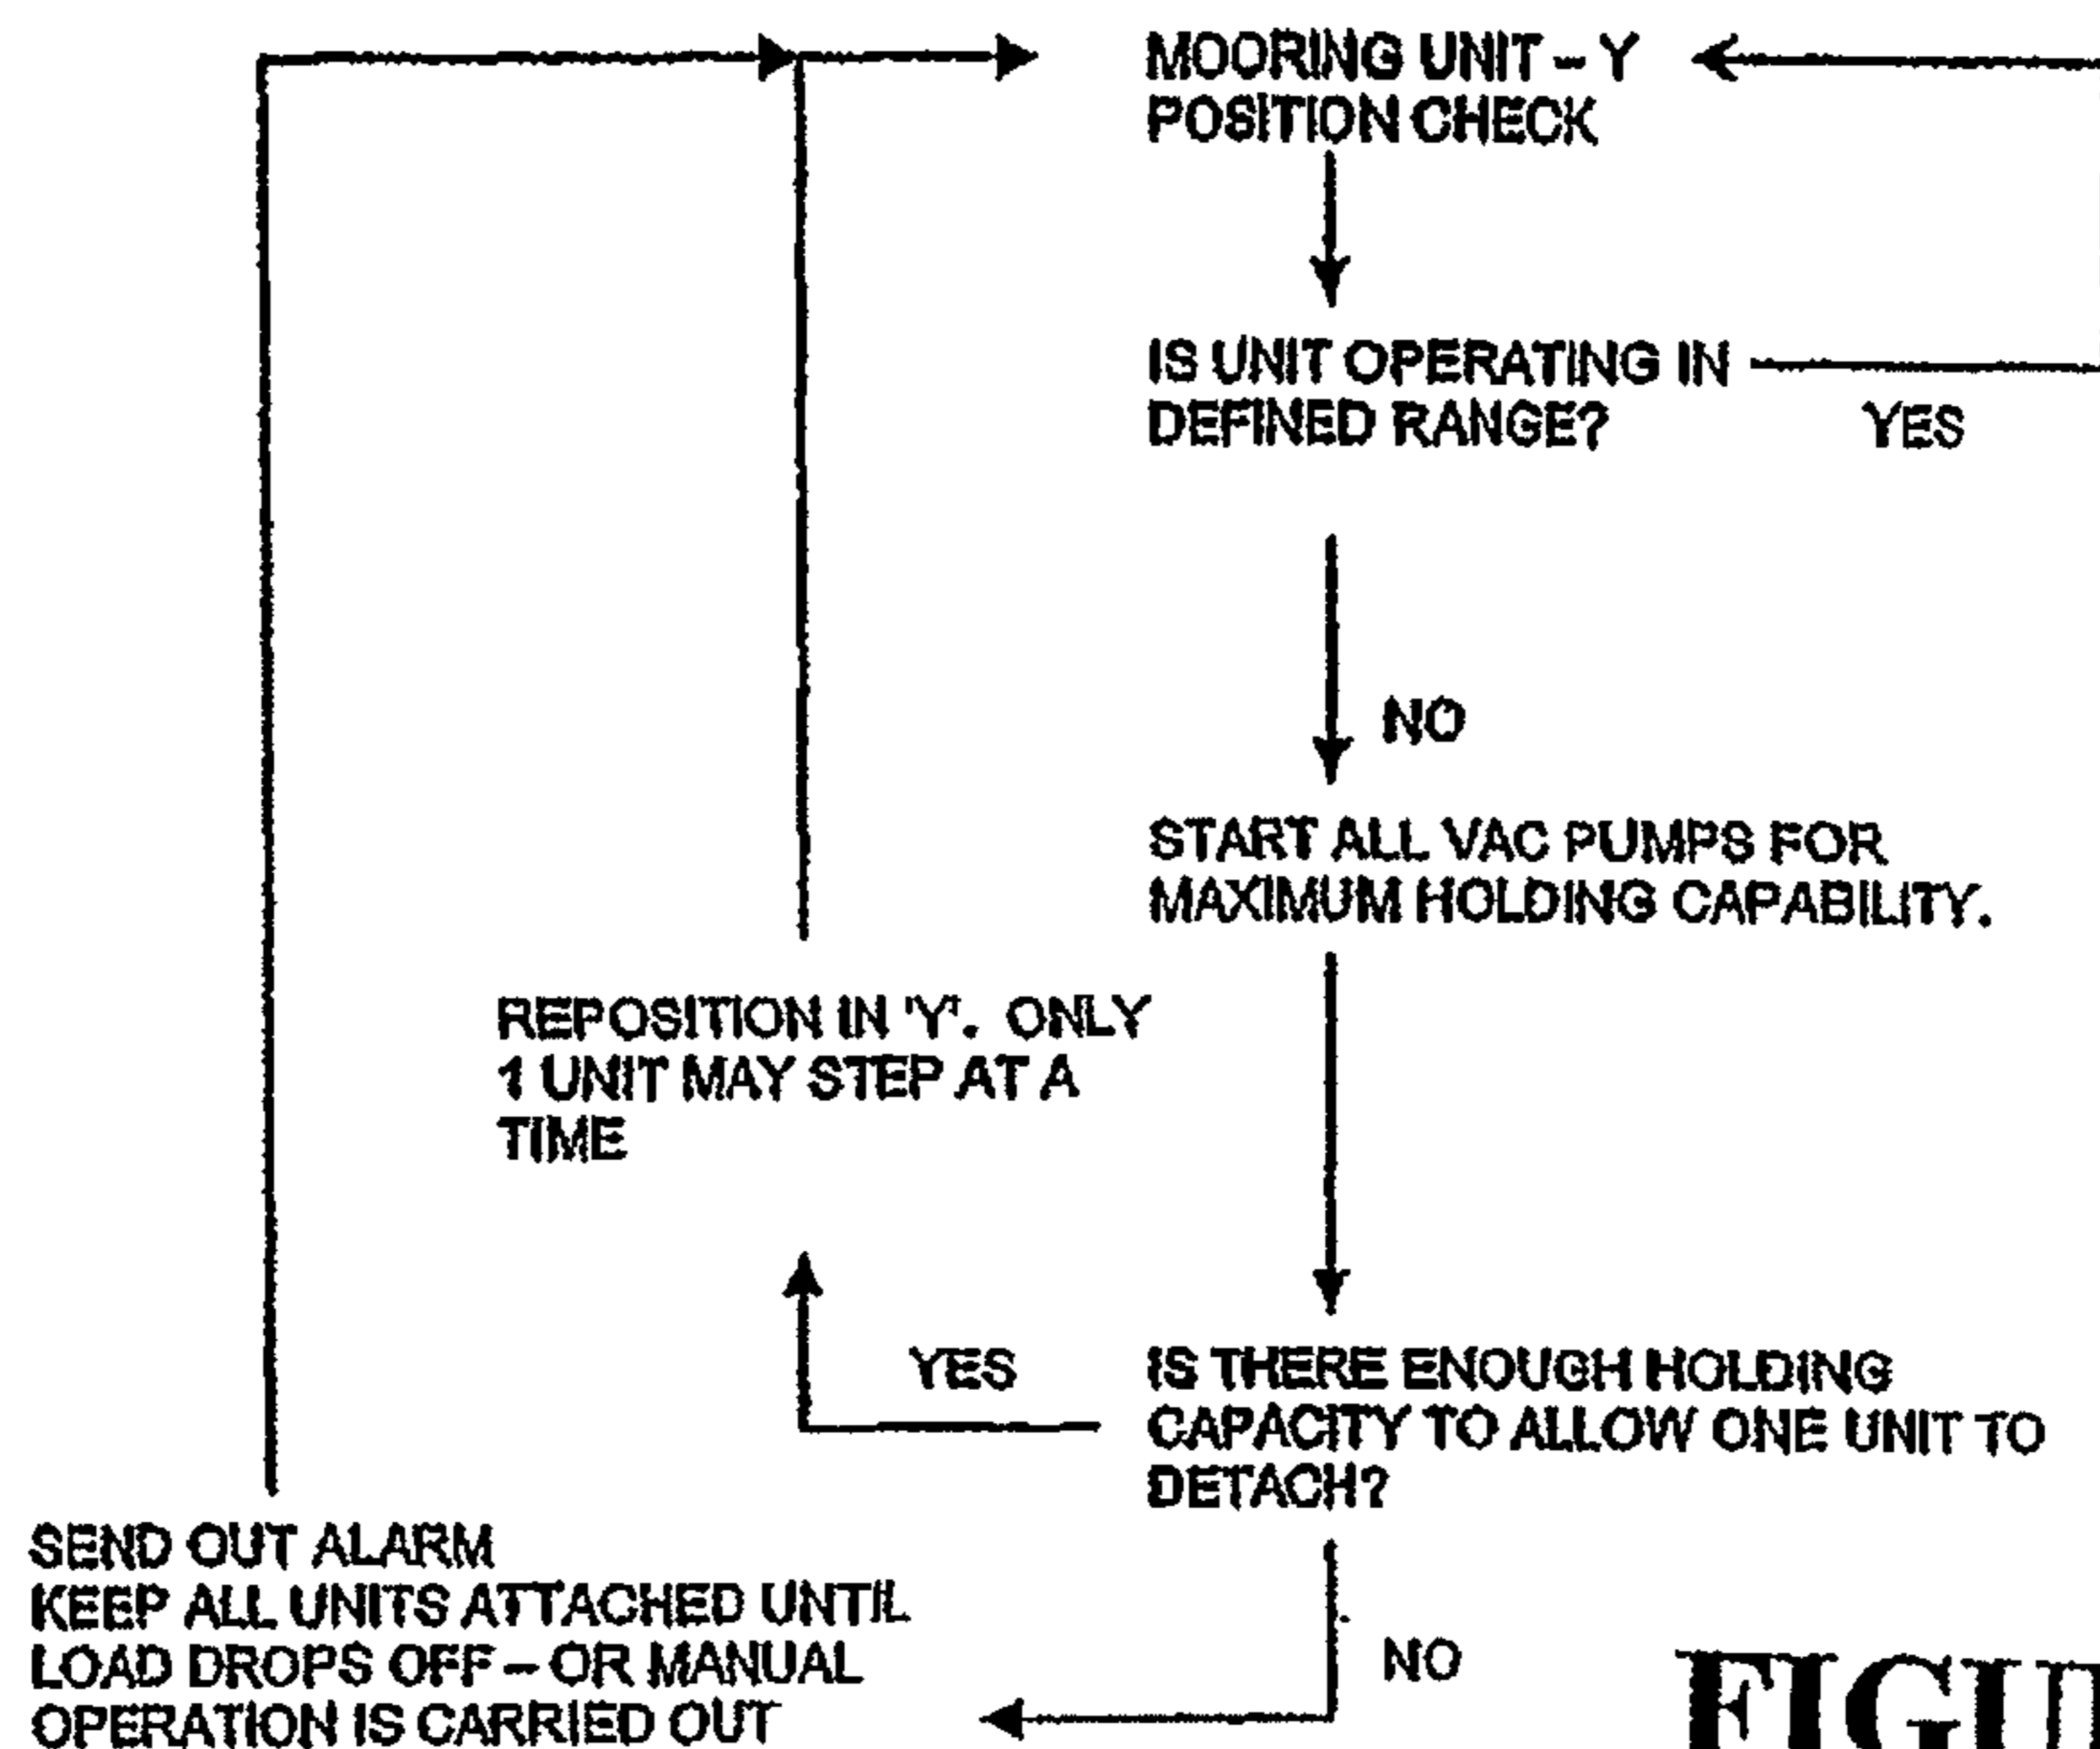 MOORING UNIT – Y
POSITION CHECK
IS UNIT OPERATING IN
DEFINED RANGE?
YES
NO
START ALL VAC PUMPS FOR
MAXIMUM HOLDING CAPABILITY.
REPOSITION IN 'Y'. ONLY
1 UNIT MAY STEP AT A
TIME
YES
IS THERE ENOUGH HOLDING
CAPACITY TO ALLOW ONE UNIT TO
DETACH?
NO
SEND OUT ALARM
KEEP ALL UNITS ATTACHED UNTIL
LOAD DROPS OFF – OR MANUAL
OPERATION IS CARRIED OUT